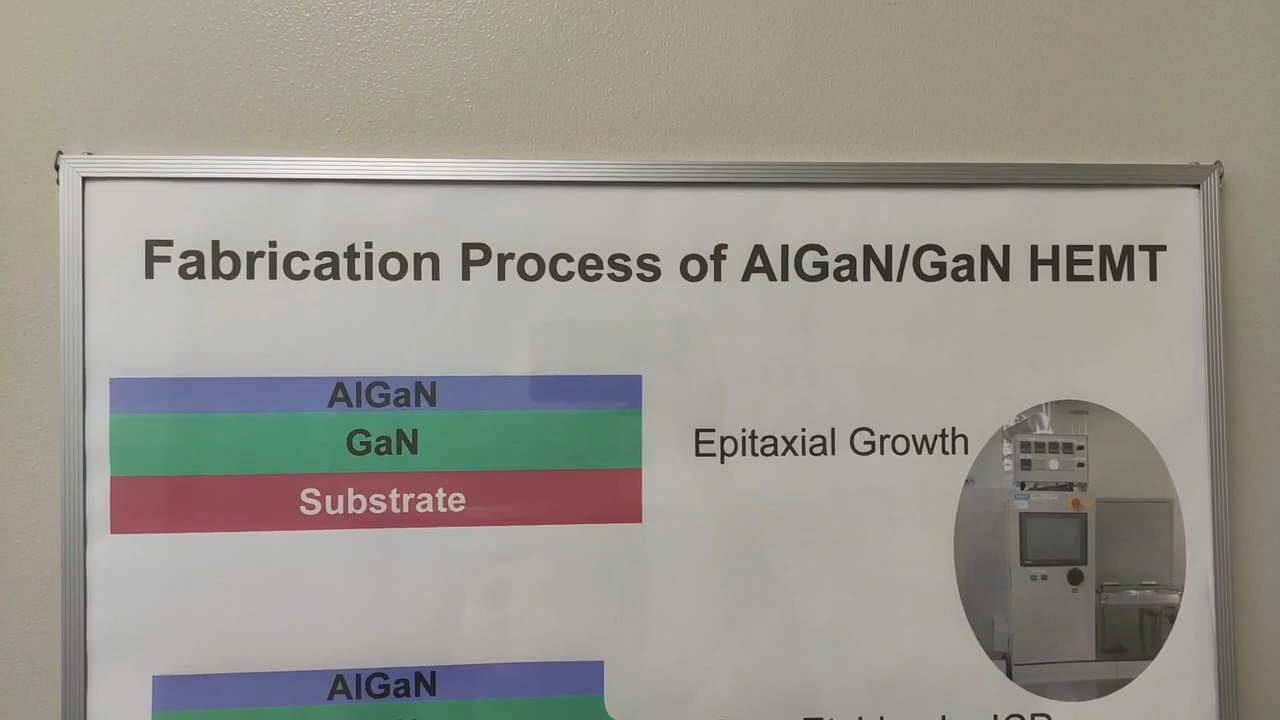 Fabrication Process of AlGaN/GaN HEMT
AlGaN
GaN
Substrate
Epitaxial Growth
AlGaN